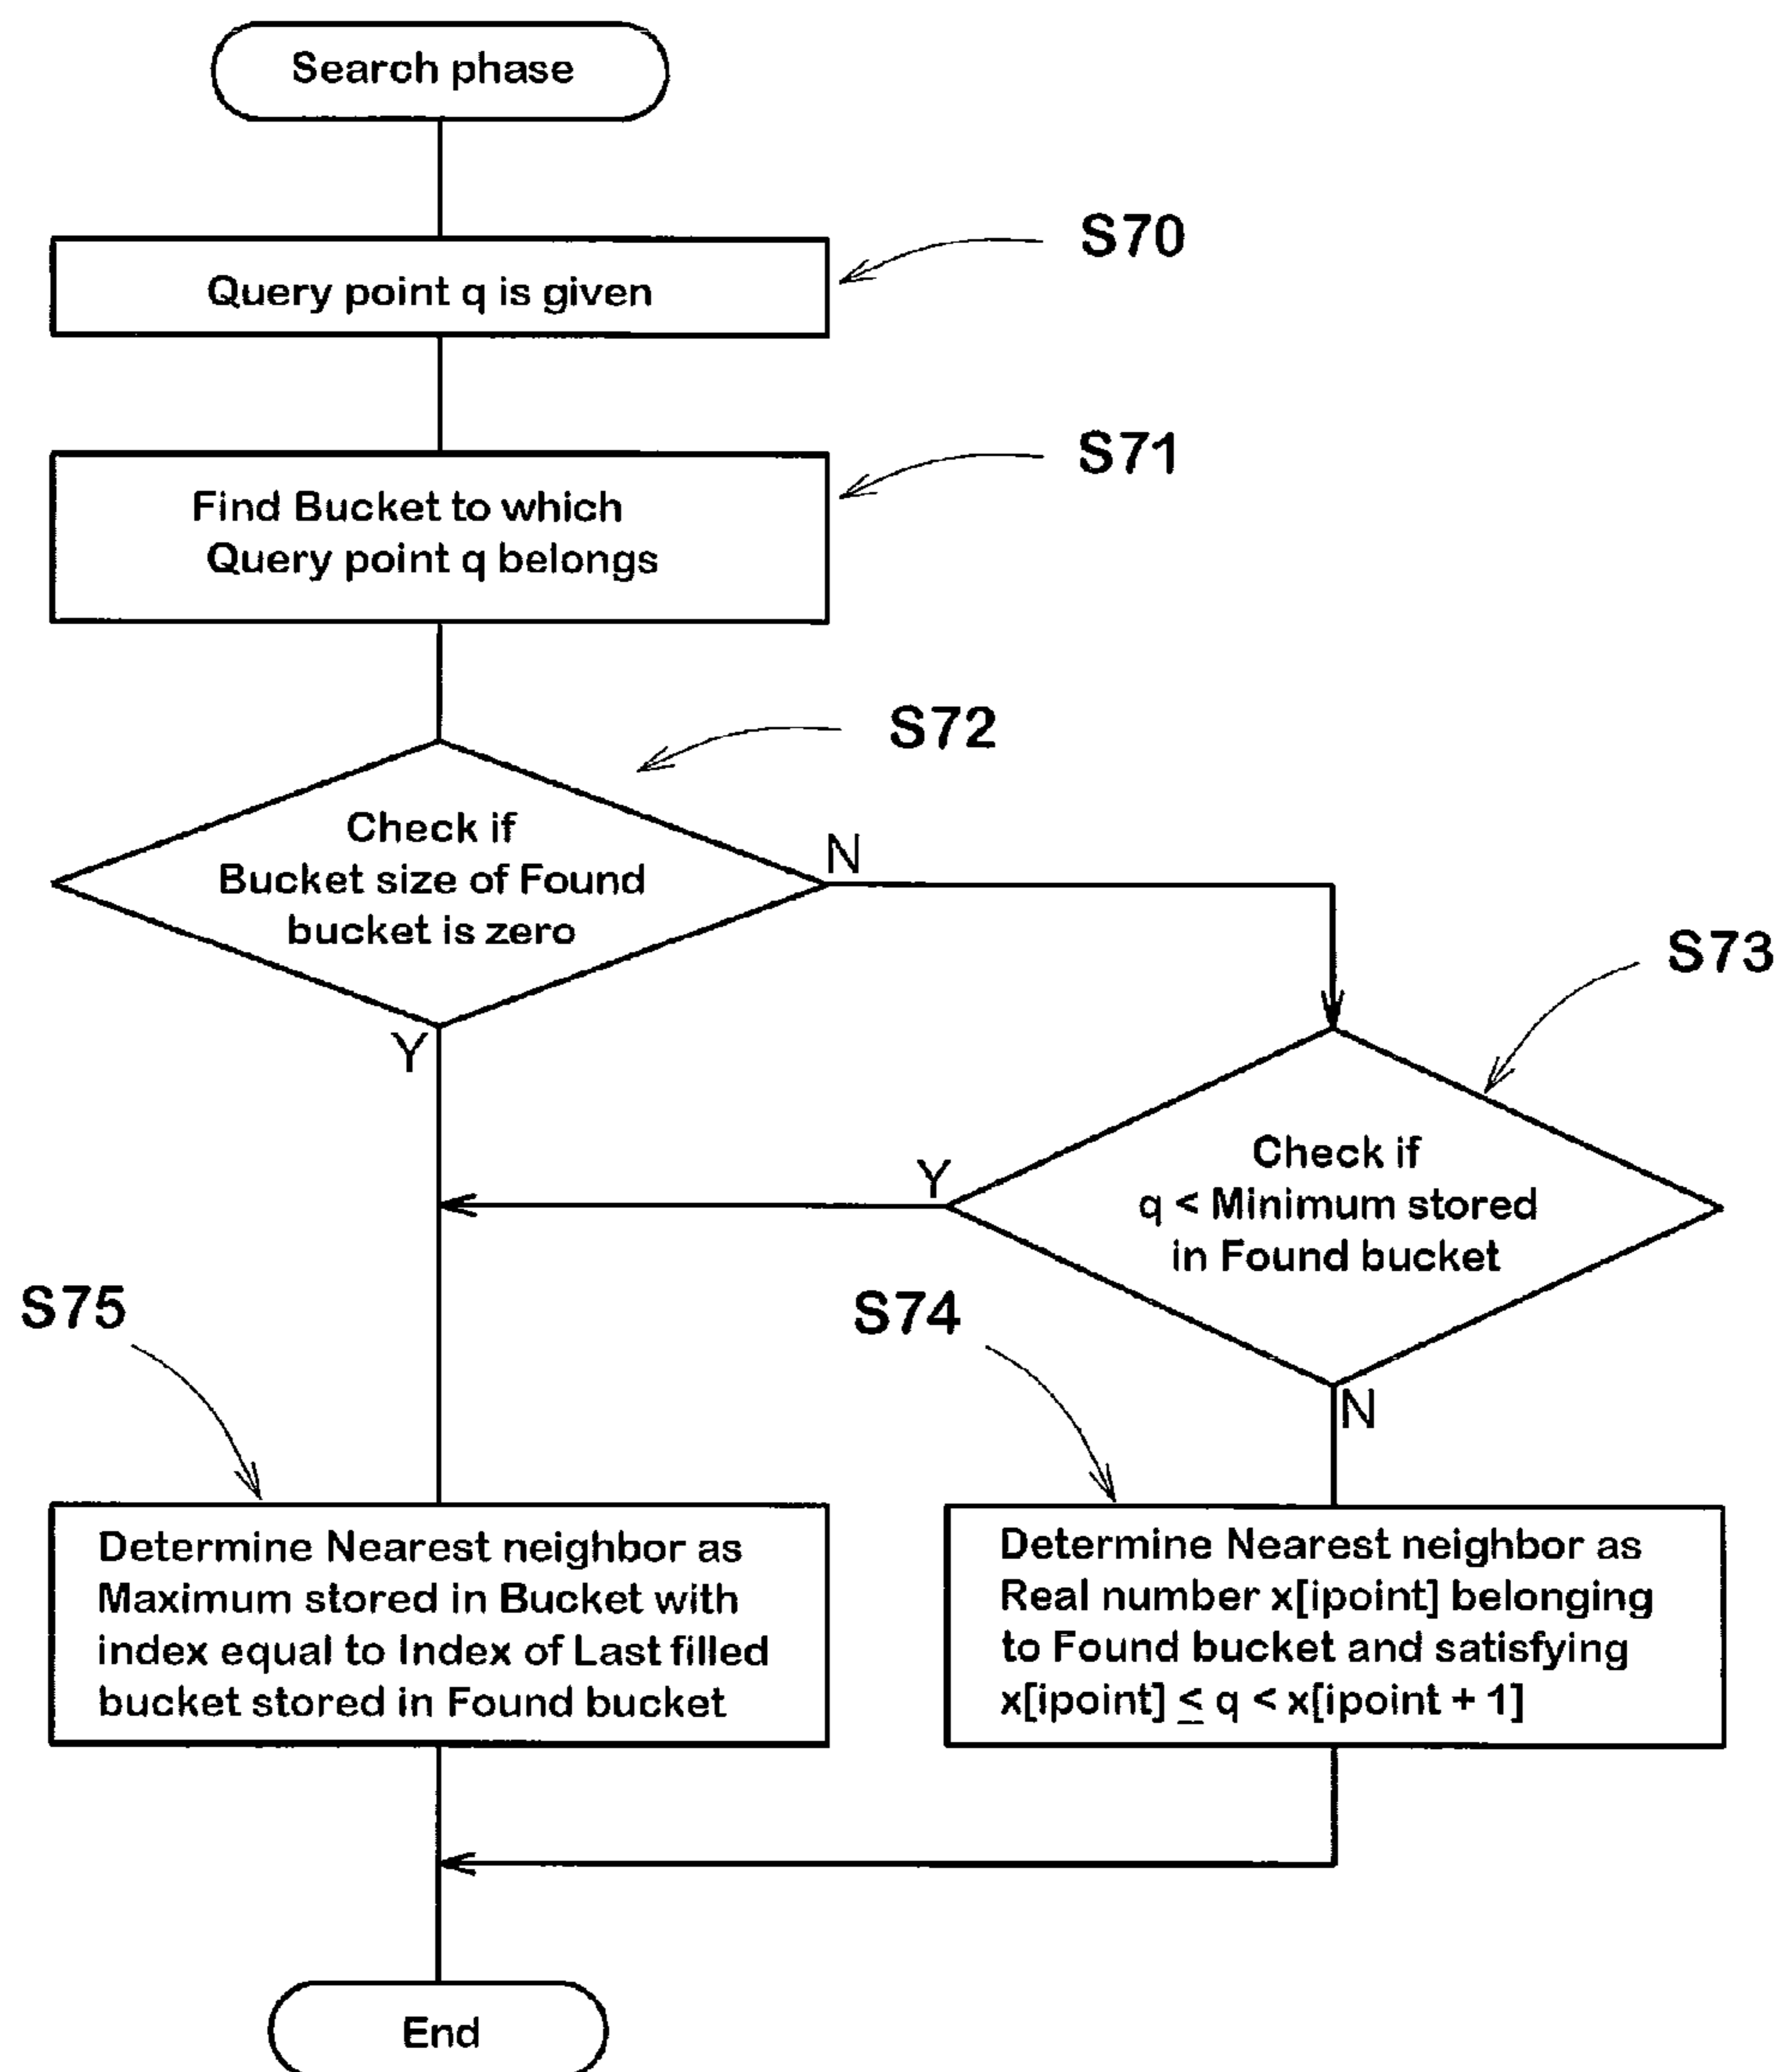 Search phase
S70
Query point q is given
S71
Find Bucket to which
Query point q belongs
S72
Check if
Bucket size of Found
bucket is zero
N
Y
S73
Check if
q < Minimum stored
in Found bucket
Y
N
S75
Determine Nearest neighbor as
Maximum stored in Bucket with
index equal to Index of Last filled
bucket stored in Found bucket
S74
Determine Nearest neighbor as
Real number x[ipoint] belonging
to Found bucket and satisfying
x[ipoint] ≤ q < x[ipoint + 1]
End